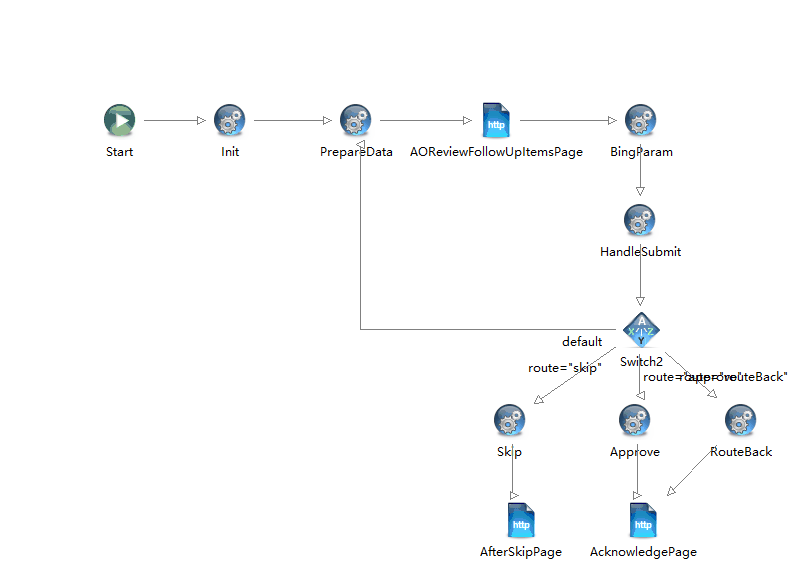 Start
Init
PrepareData
http
AOReviewFollowUpItemsPage
BingParam
HandleSubmit
A
X Z
Y
default
Switch2
route="skip"
route="approve"
route="routeBack"
Skip
Approve
RouteBack
http
AfterSkipPage
http
AcknowledgePage